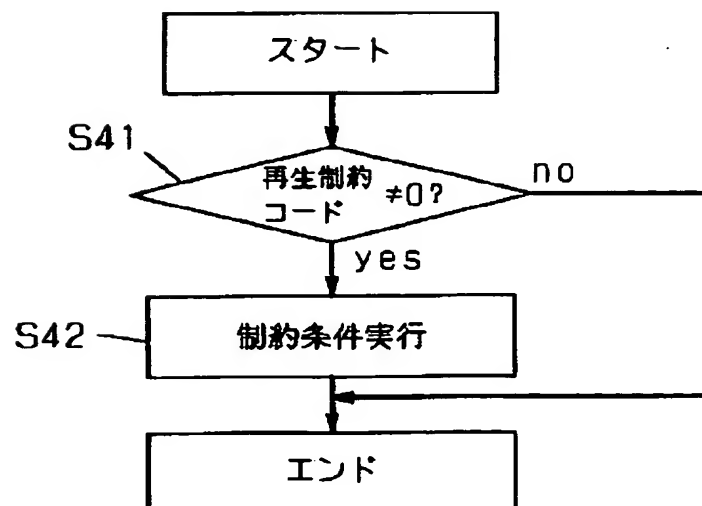 スタート
S41
再生制約
コード ≠0?
no
yes
S42
制約条件実行
エンド